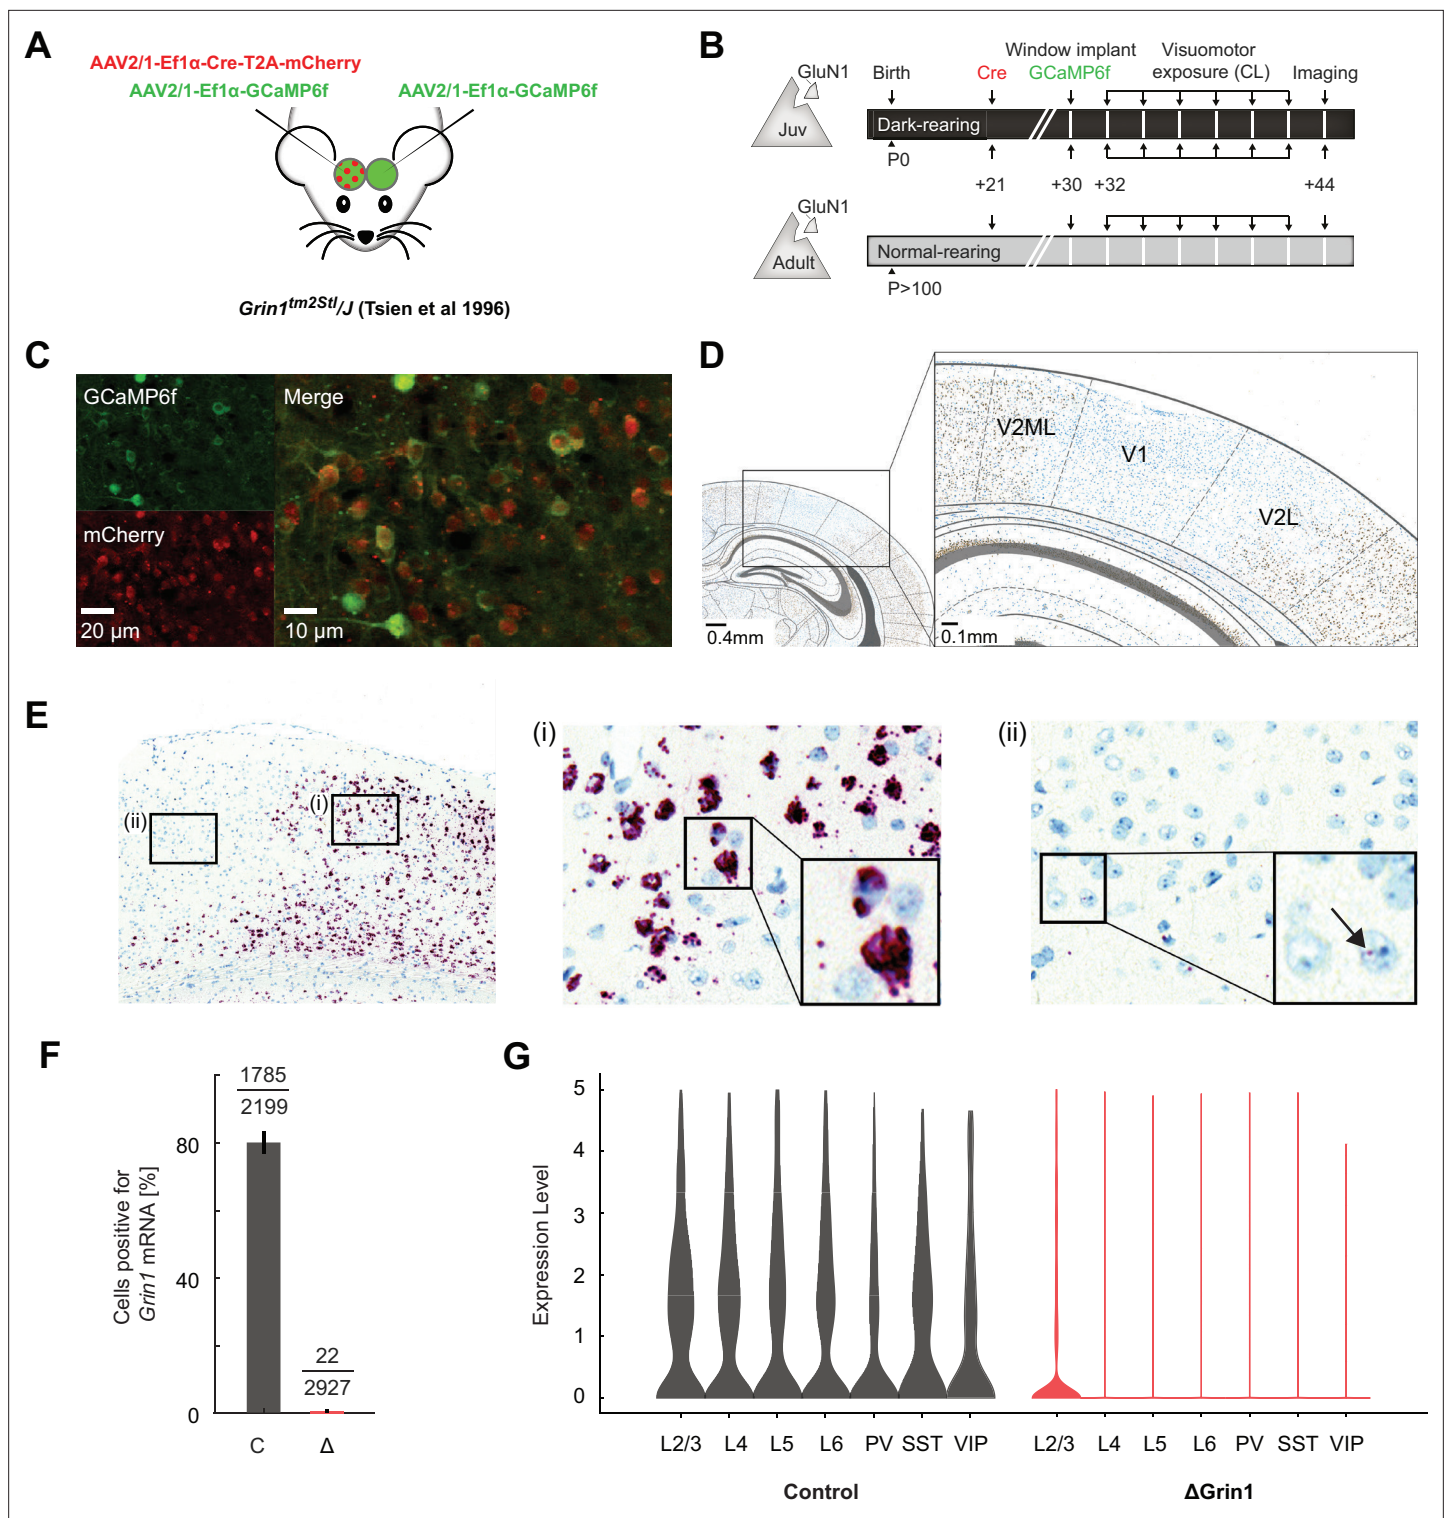 A
AAV2/1-Ef1α-Cre-T2A-mCherry
AAV2/1-Ef1α-GCaMP6f
AAV2/1-Ef1α-GCaMP6f
Grin1tm2Stl/J (Tsien et al 1996)
B
GluN1
Juv
Birth
Cre
Window implant
GCaMP6f
Visuomotor
exposure (CL)
Imaging
Dark-rearing
P0
+21
+30
+32
+44
GluN1
Adult
Normal-rearing
P>100
C
GCaMP6f
mCherry
20 µm
Merge
10 µm
D
0.4mm
V2ML
V1
V2L
0.1mm
E
(ii)
(i)
(i)
(ii)
F
Cells positive for
Grin1 mRNA [%]
80
40
0
1785
2199
22
2927
C
Δ
G
Expression Level
5
4
3
2
1
0
L2/3
L4
L5
L6
PV
SST
VIP
L2/3
L4
L5
L6
PV
SST
VIP
Control
ΔGrin1